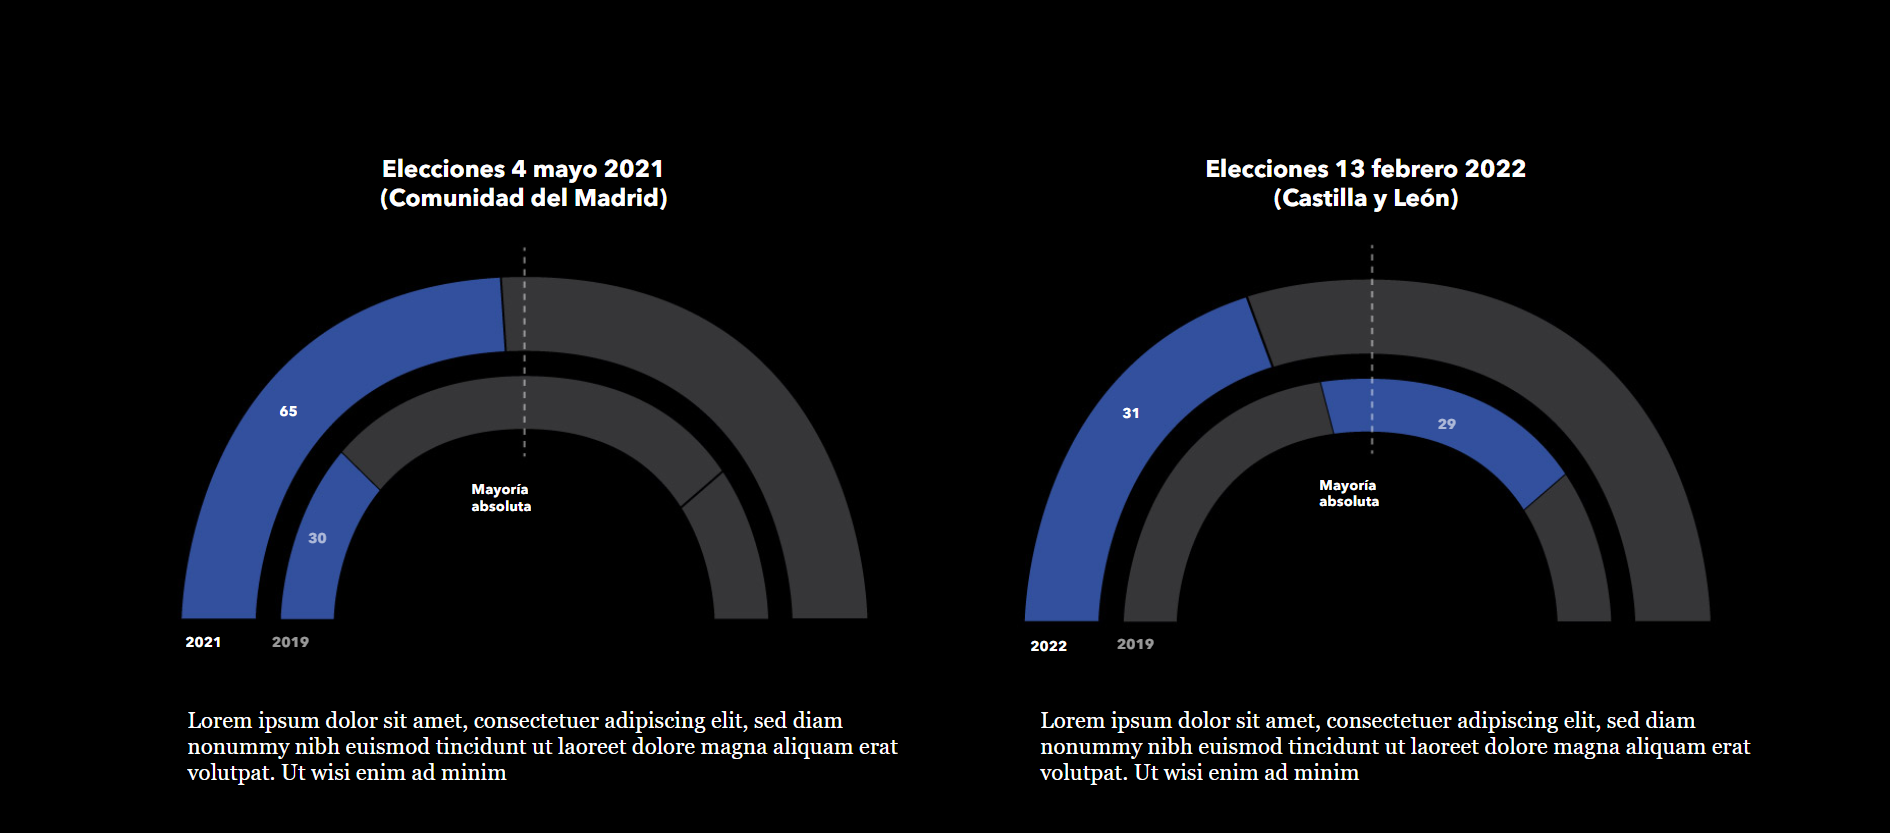 Elecciones 4 mayo 2021
(Comunidad del Madrid)
65
30
Mayoría
absoluta
2021
2019
Lorem ipsum dolor sit amet, consectetuer adipiscing elit, sed diam
nonummy nibh euismod tincidunt ut laoreet dolore magna aliquam erat
volutpat. Ut wisi enim ad minim
Elecciones 13 febrero 2022
(Castilla y León)
31
29
Mayoría
absoluta
2022
2019
Lorem ipsum dolor sit amet, consectetuer adipiscing elit, sed diam
nonummy nibh euismod tincidunt ut laoreet dolore magna aliquam erat
volutpat. Ut wisi enim ad minim